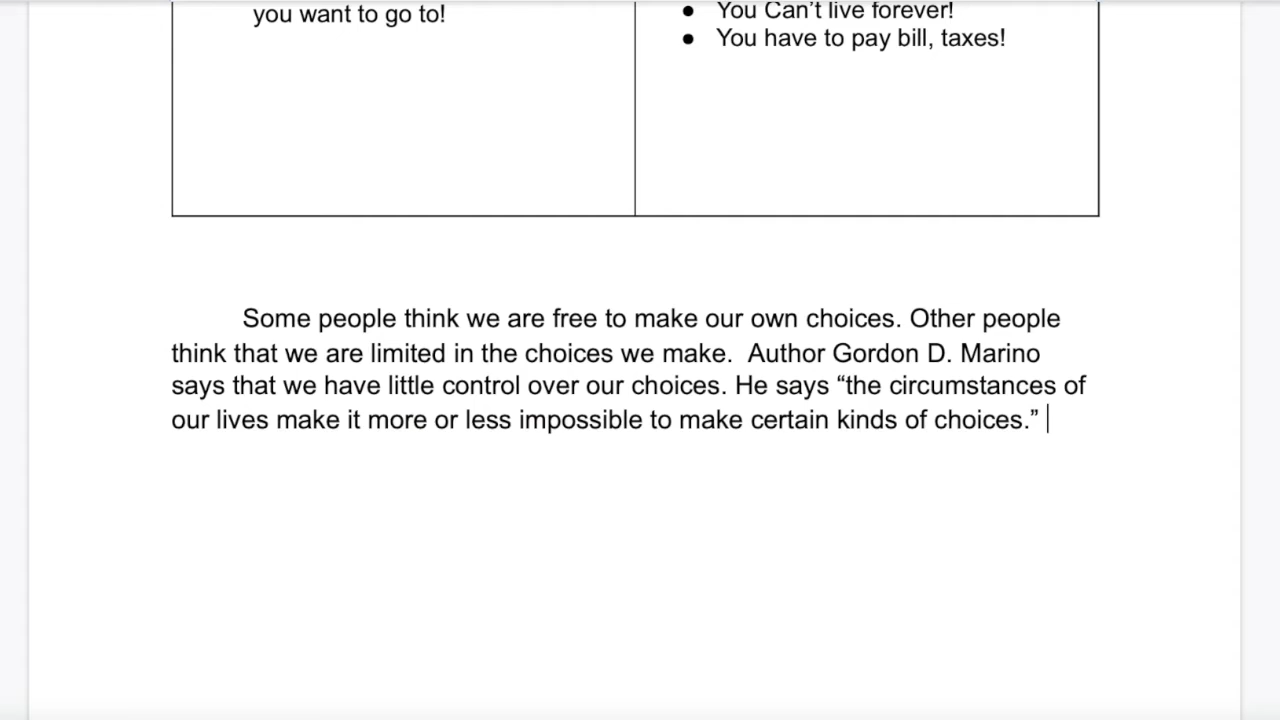 you want to go to!
● You Can’t live forever!
● You have to pay bill, taxes!
Some people think we are free to make our own choices. Other people
think that we are limited in the choices we make.  Author Gordon D. Marino
says that we have little control over our choices. He says “the circumstances of
our lives make it more or less impossible to make certain kinds of choices.”